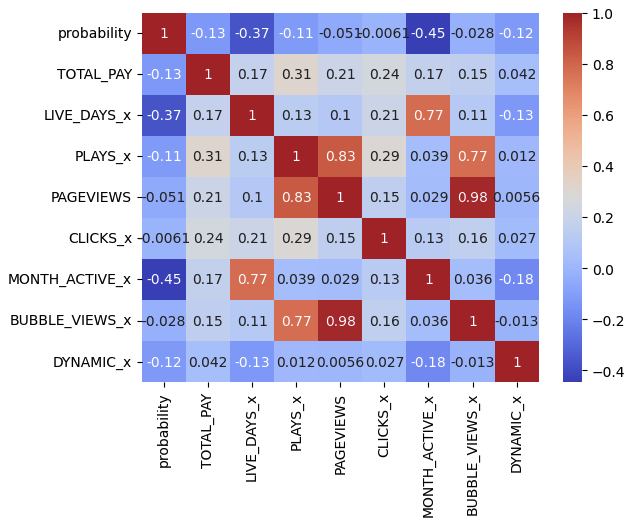 probability 1 -0.13 -0.37 -0.11 -0.051 -0.0061 -0.45 -0.028 -0.12
TOTAL_PAY -0.13 1 0.17 0.31 0.21 0.24 0.17 0.15 0.042
LIVE_DAYS_x -0.37 0.17 1 0.13 0.1 0.21 0.77 0.11 -0.13
PLAYS_x -0.11 0.31 0.13 1 0.83 0.29 0.039 0.77 0.012
PAGEVIEWS -0.051 0.21 0.1 0.83 1 0.15 0.029 0.98 0.0056
CLICKS_x -0.0061 0.24 0.21 0.29 0.15 1 0.13 0.16 0.027
MONTH_ACTIVE_x -0.45 0.17 0.77 0.039 0.029 0.13 1 0.036 -0.18
BUBBLE_VIEWS_x -0.028 0.15 0.11 0.77 0.98 0.16 0.036 1 -0.013
DYNAMIC_x -0.12 0.042 -0.13 0.012 0.0056 0.027 -0.18 -0.013 1
probability
TOTAL_PAY
LIVE_DAYS_x
PLAYS_x
PAGEVIEWS
CLICKS_x
MONTH_ACTIVE_x
BUBBLE_VIEWS_x
DYNAMIC_x
1.0
0.8
0.6
0.4
0.2
0.0
−0.2
−0.4